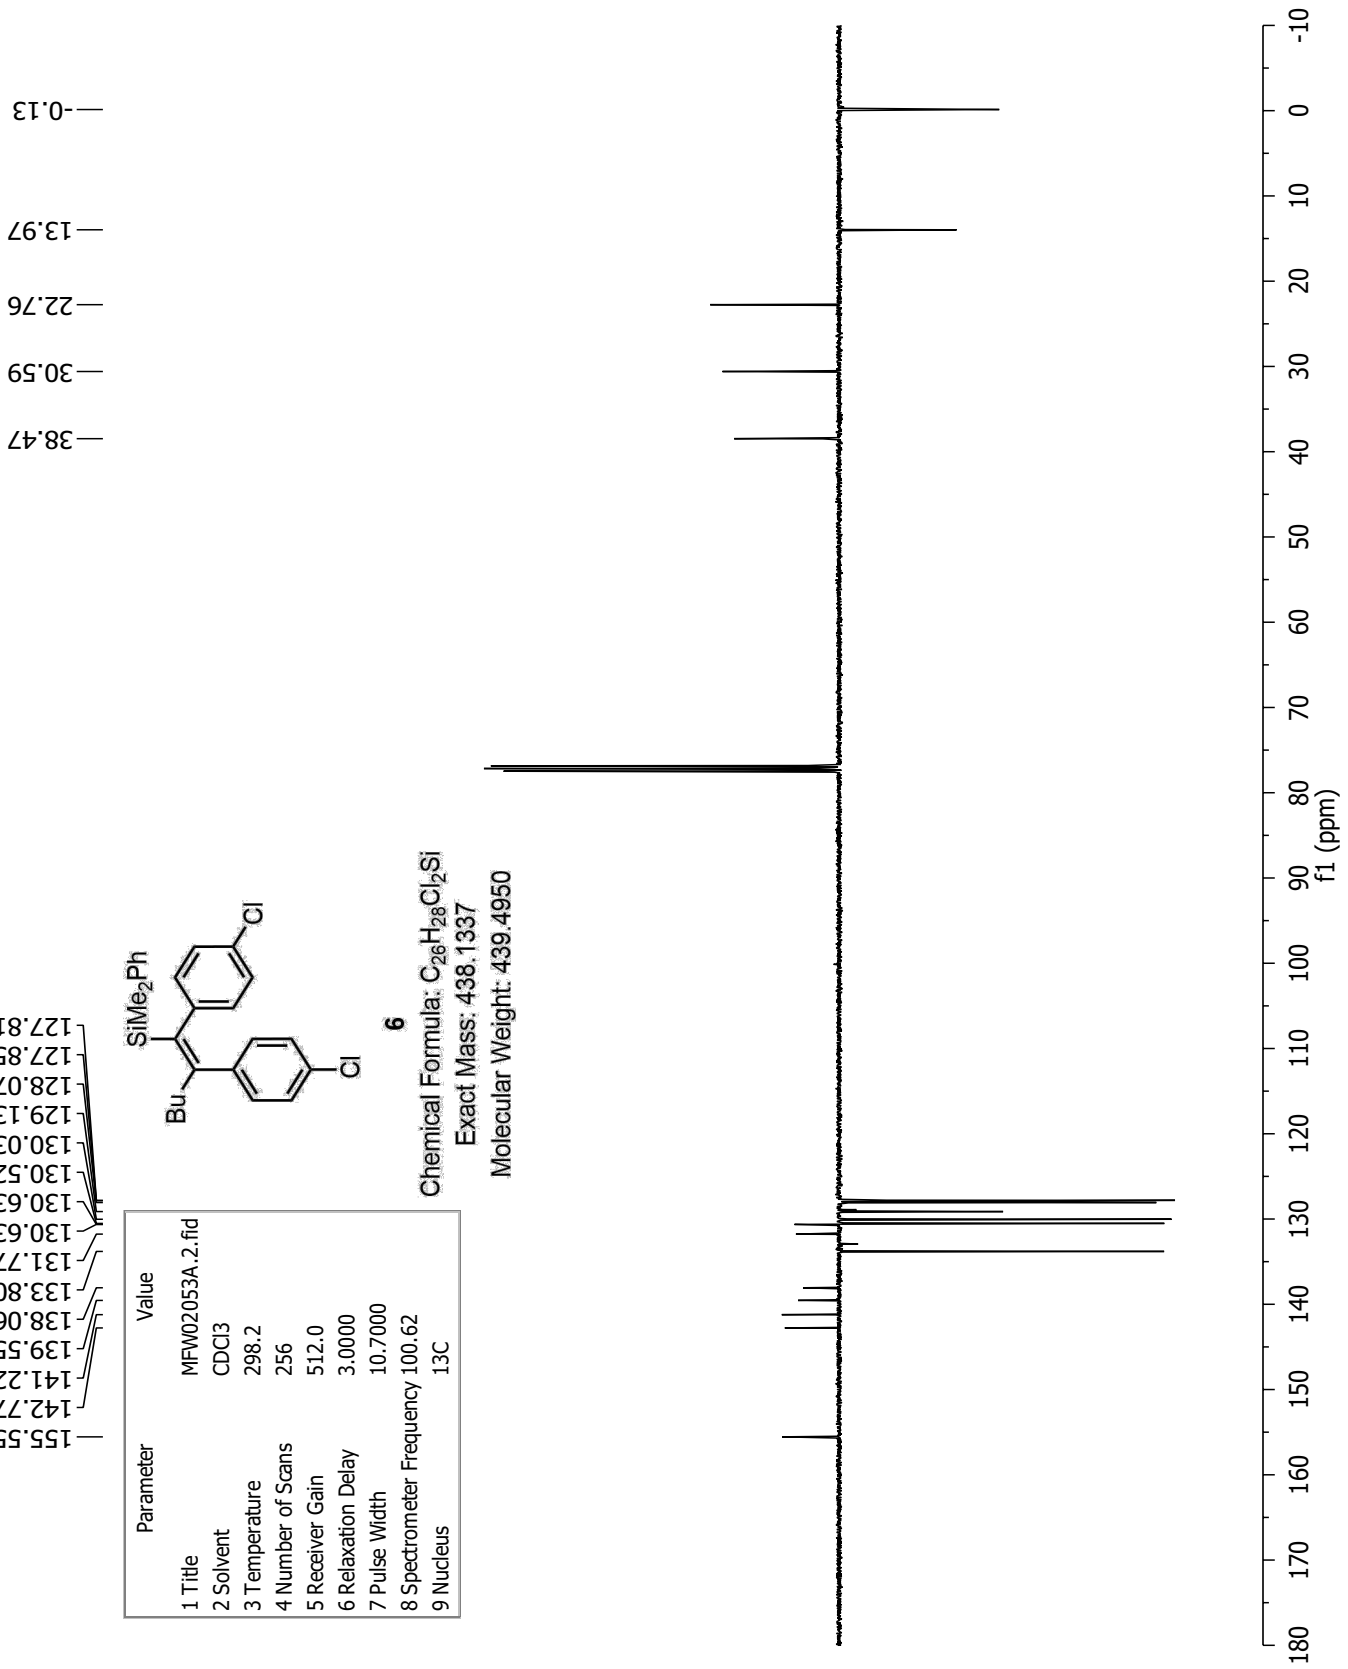 155.55
142.77
141.22
139.55
138.06
133.80
131.77
130.63
130.63
130.52
130.03
129.13
128.07
127.85
127.81
38.47
30.59
22.76
13.97
-0.13
Parameter Value
1 Title MFW02053A.2.fid
2 Solvent CDCl3
3 Temperature 298.2
4 Number of Scans 256
5 Receiver Gain 512.0
6 Relaxation Delay 3.0000
7 Pulse Width 10.7000
8 Spectrometer Frequency 100.62
9 Nucleus 13C
SiMe₂Ph
Bu
Cl
Cl
6
Chemical Formula: C₂₆H₂₈Cl₂Si
Exact Mass: 438.1337
Molecular Weight: 439.4950
180 170 160 150 140 130 120 110 100 90 80 70 60 50 40 30 20 10 0 -10
f1 (ppm)